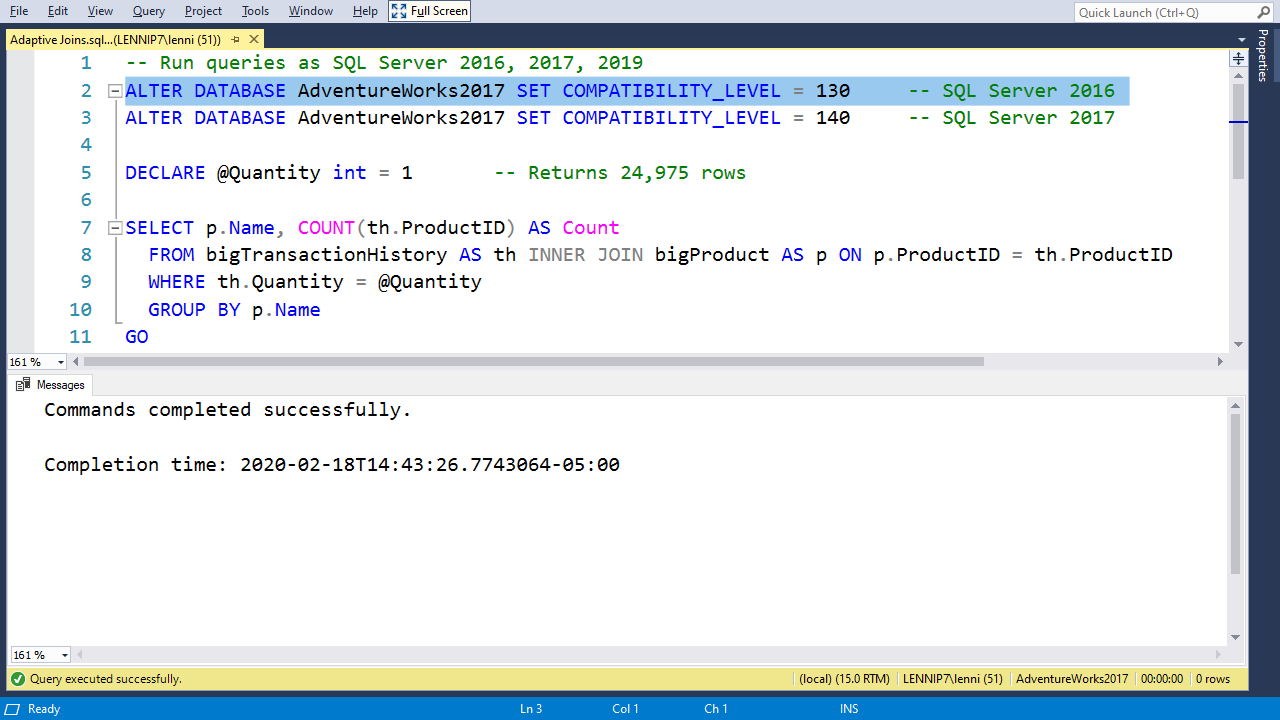 File Edit View Query Project Tools Window Help Full Screen Quick Launch (Ctrl+Q)
Adaptive Joins.sql...(LENNIP7\lenni (51))
Properties
1 -- Run queries as SQL Server 2016, 2017, 2019
2 ALTER DATABASE AdventureWorks2017 SET COMPATIBILITY_LEVEL = 130 -- SQL Server 2016
3 ALTER DATABASE AdventureWorks2017 SET COMPATIBILITY_LEVEL = 140 -- SQL Server 2017
4
5 DECLARE @Quantity int = 1 -- Returns 24,975 rows
6
7 SELECT p.Name, COUNT(th.ProductID) AS Count
8 FROM bigTransactionHistory AS th INNER JOIN bigProduct AS p ON p.ProductID = th.ProductID
9 WHERE th.Quantity = @Quantity
10 GROUP BY p.Name
11 GO
161 %
Messages
Commands completed successfully.
Completion time: 2020-02-18T14:43:26.7743064-05:00
161 %
Query executed successfully. (local) (15.0 RTM) LENNIP7\lenni (51) AdventureWorks2017 00:00:00 0 rows
Ready Ln 3 Col 1 Ch 1 INS